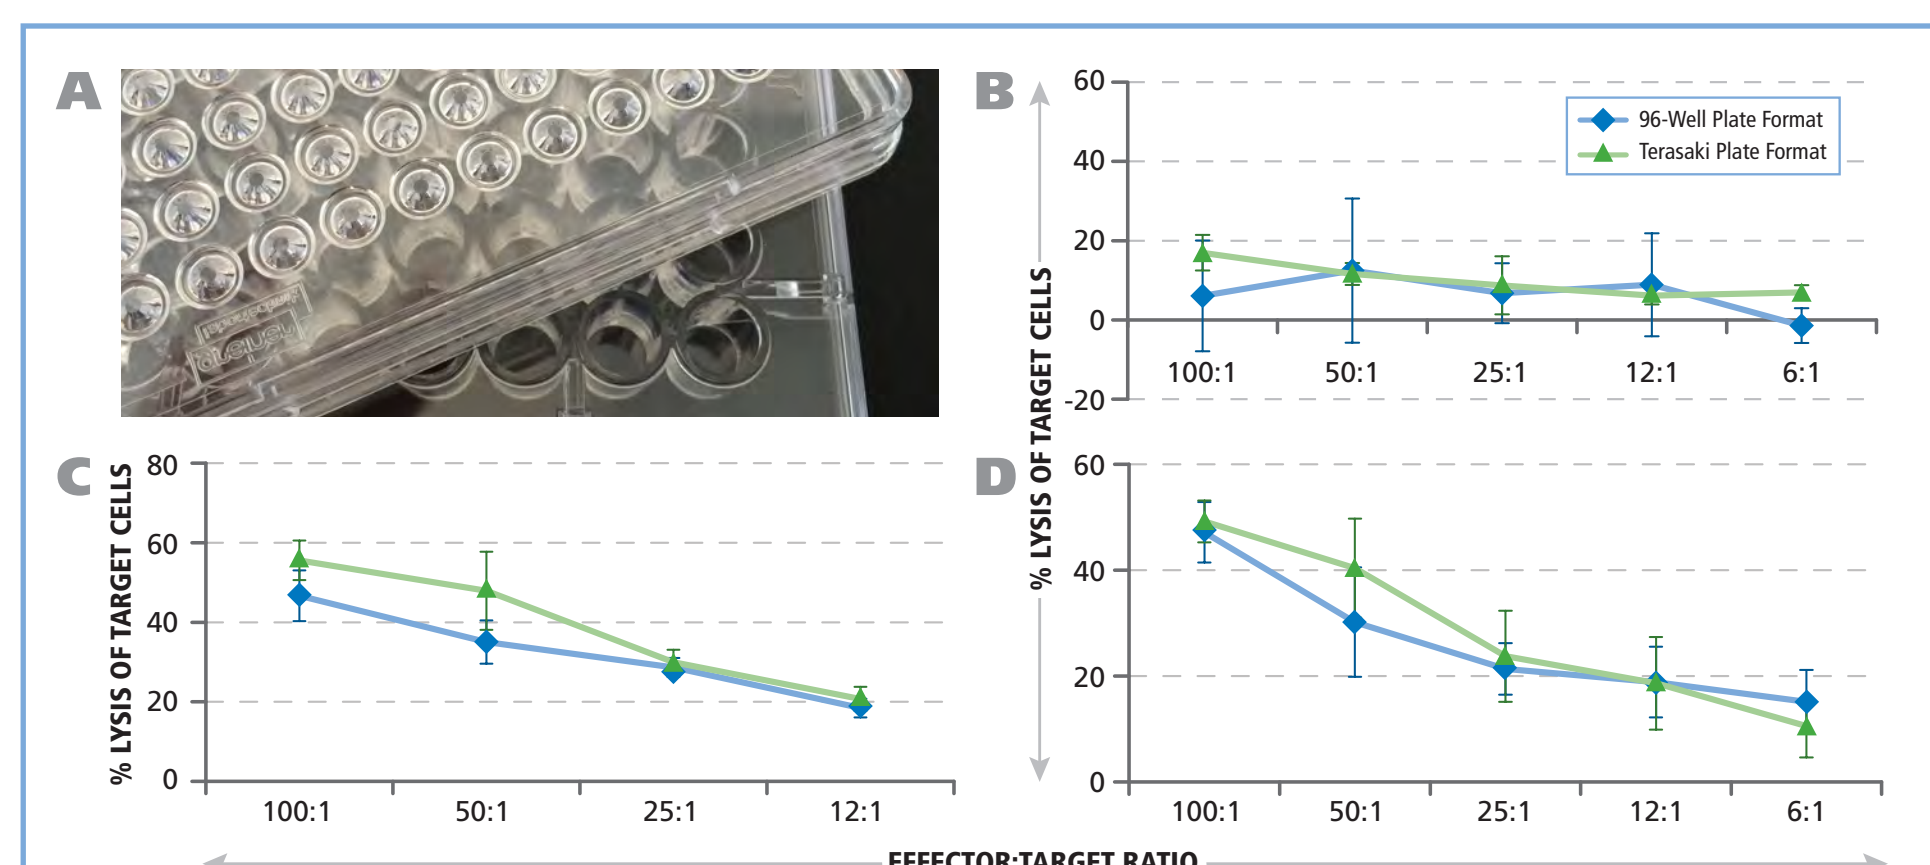 A
B
60
40
20
0
-20
96-Well Plate Format
Terasaki Plate Format
100:1 50:1 25:1 12:1 6:1
C
% LYSIS OF TARGET CELLS
80
60
40
20
0
100:1 50:1 25:1 12:1
D
% LYSIS OF TARGET CELLS
60
40
20
0
100:1 50:1 25:1 12:1 6:1
EFFECTOR:TARGET RATIO